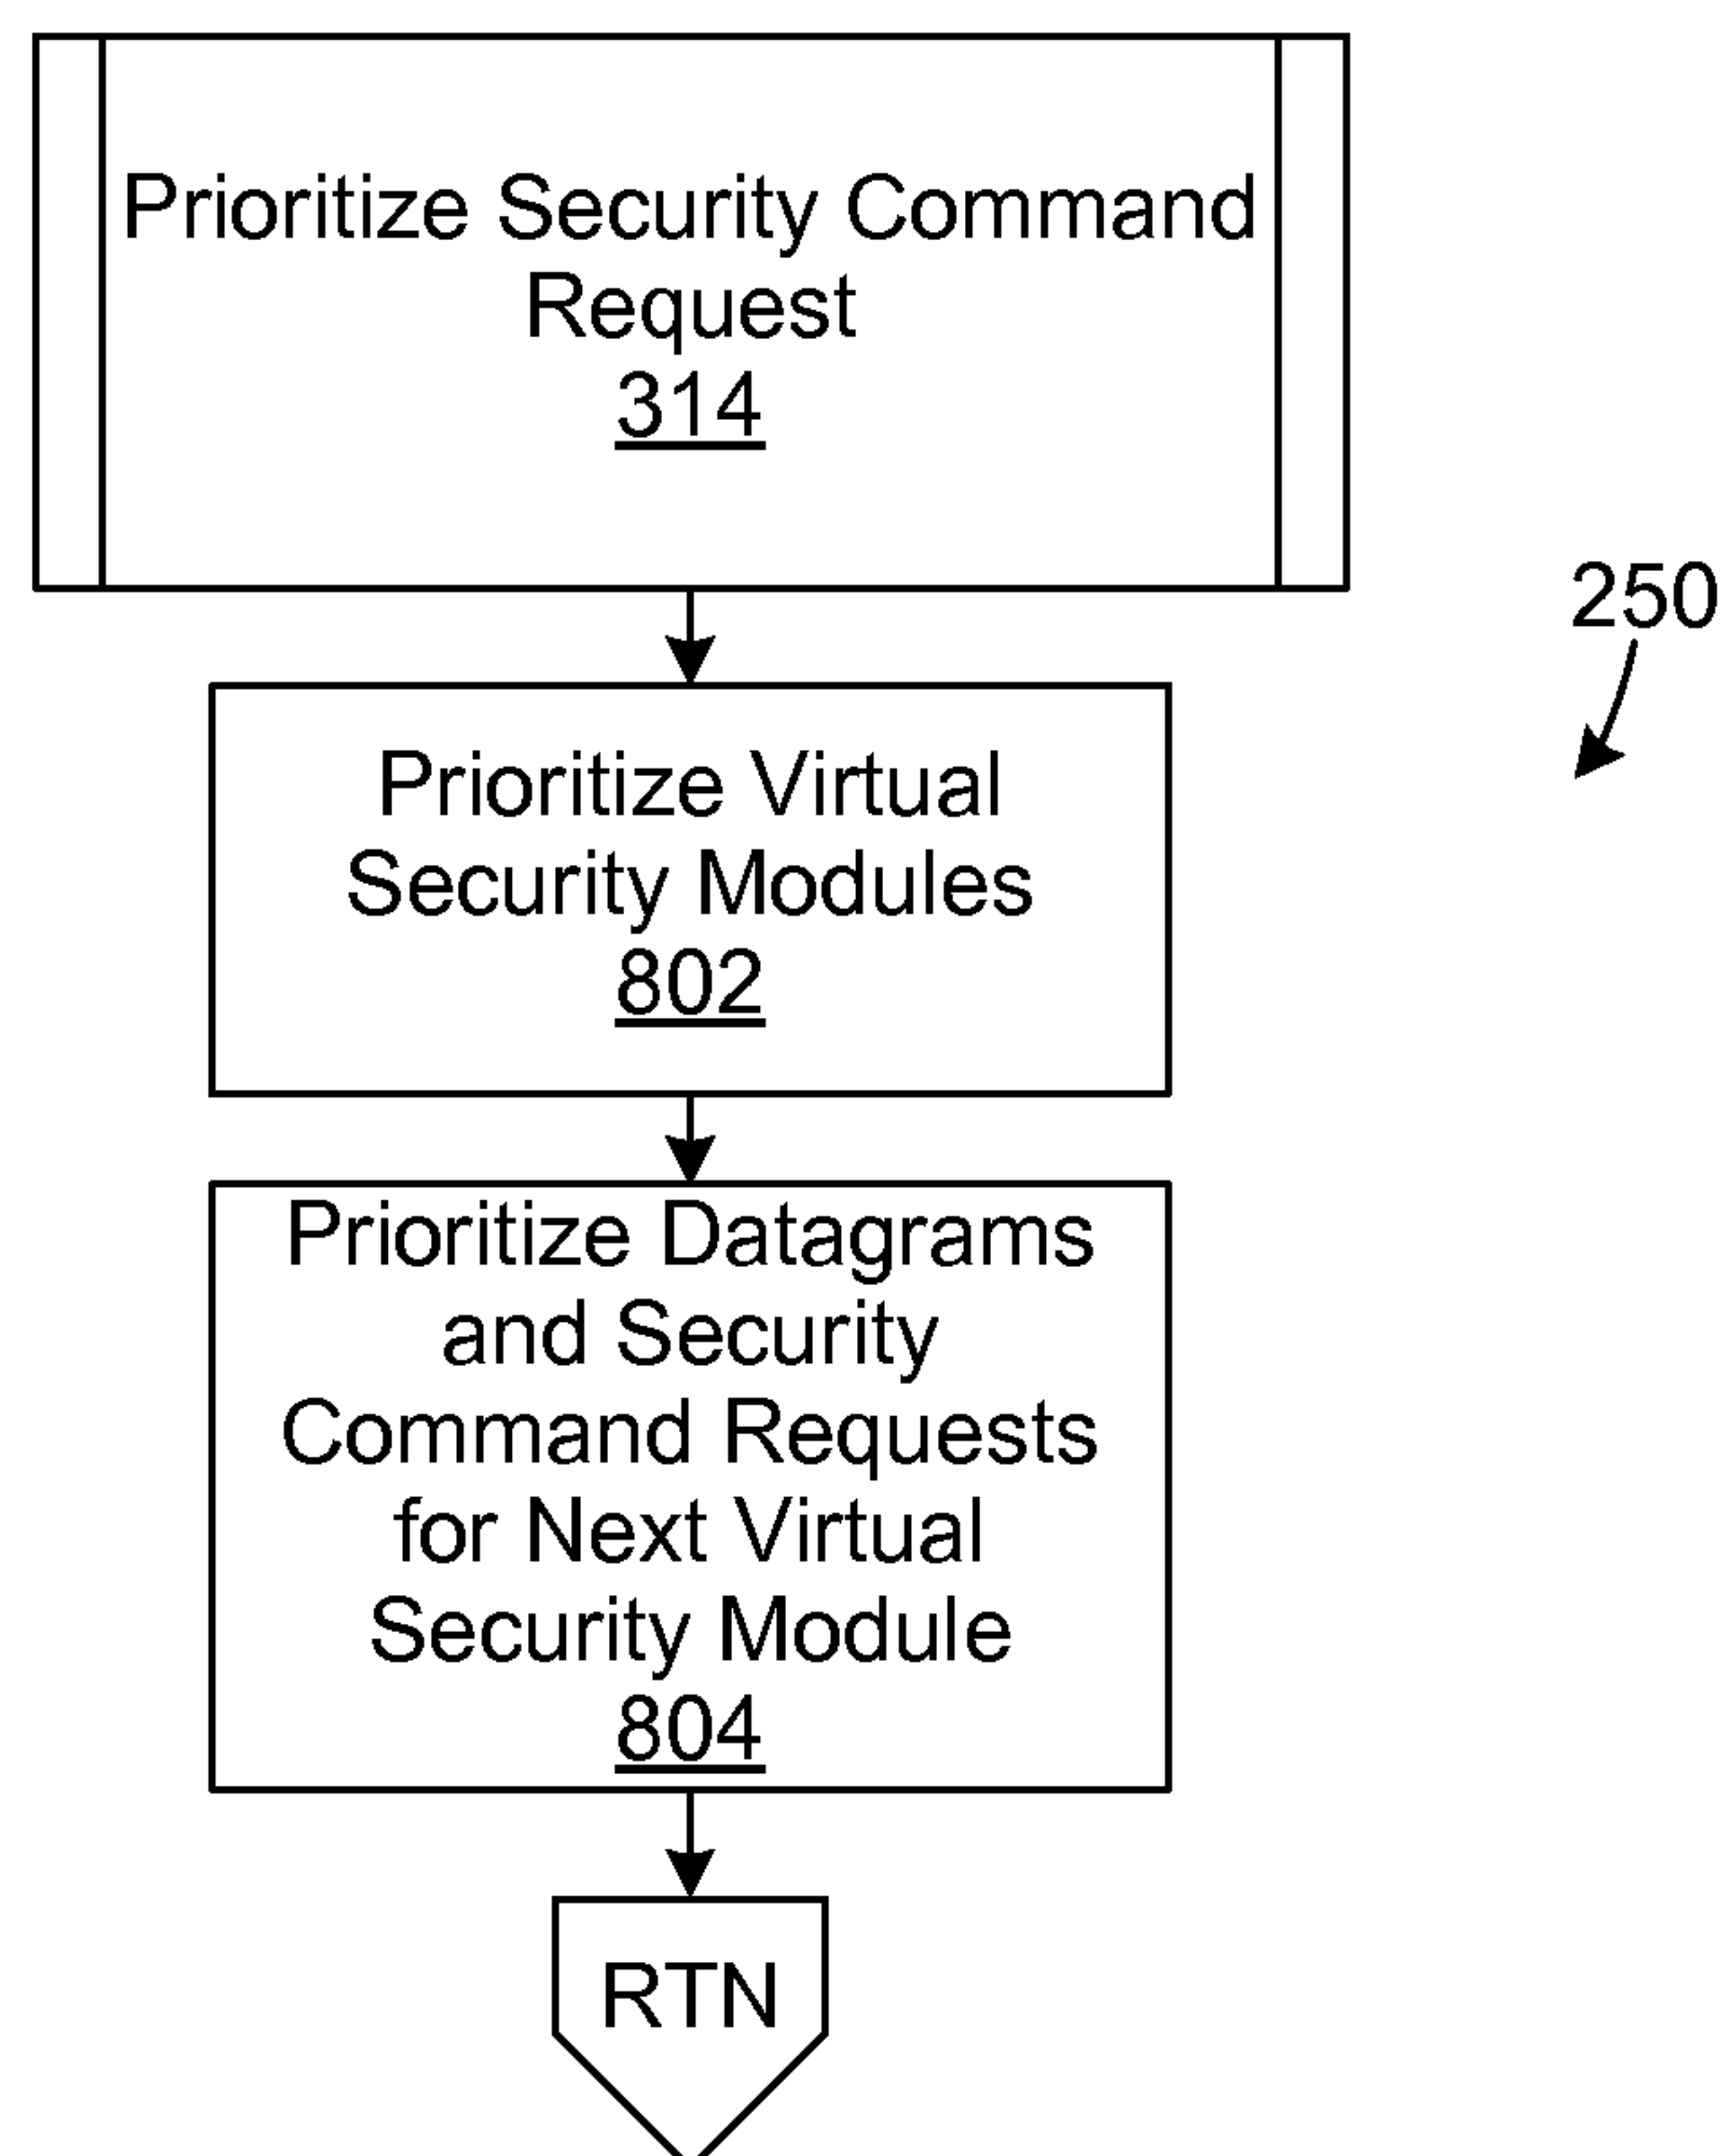 Prioritize Security Command
Request
314
250
Prioritize Virtual
Security Modules
802
Prioritize Datagrams
and Security
Command Requests
for Next Virtual
Security Module
804
RTN